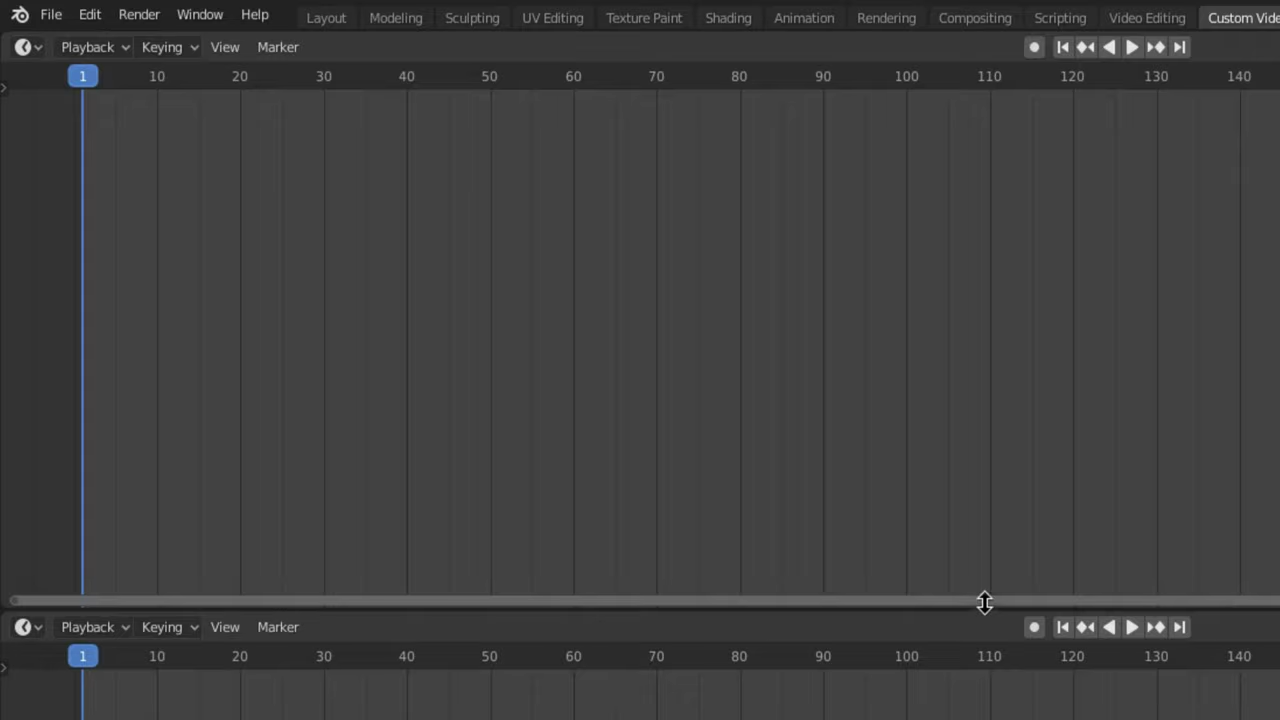 File Edit Render Window Help Layout Modeling Sculpting UV Editing Texture Paint Shading Animation Rendering Compositing Scripting Video Editing Custom Vide
Playback Keying View Marker
1 10 20 30 40 50 60 70 80 90 100 110 120 130 140
Playback Keying View Marker
1 10 20 30 40 50 60 70 80 90 100 110 120 130 140